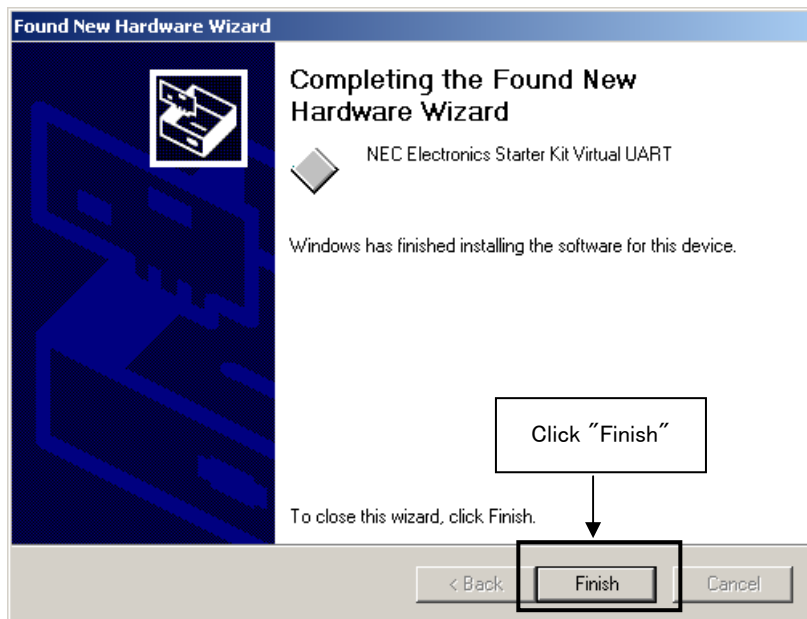 Found New Hardware Wizard
Completing the Found New
Hardware Wizard
NEC Electronics Starter Kit Virtual UART
Windows has finished installing the software for this device.
Click "Finish"
To close this wizard, click Finish.
< Back
Finish
Cancel